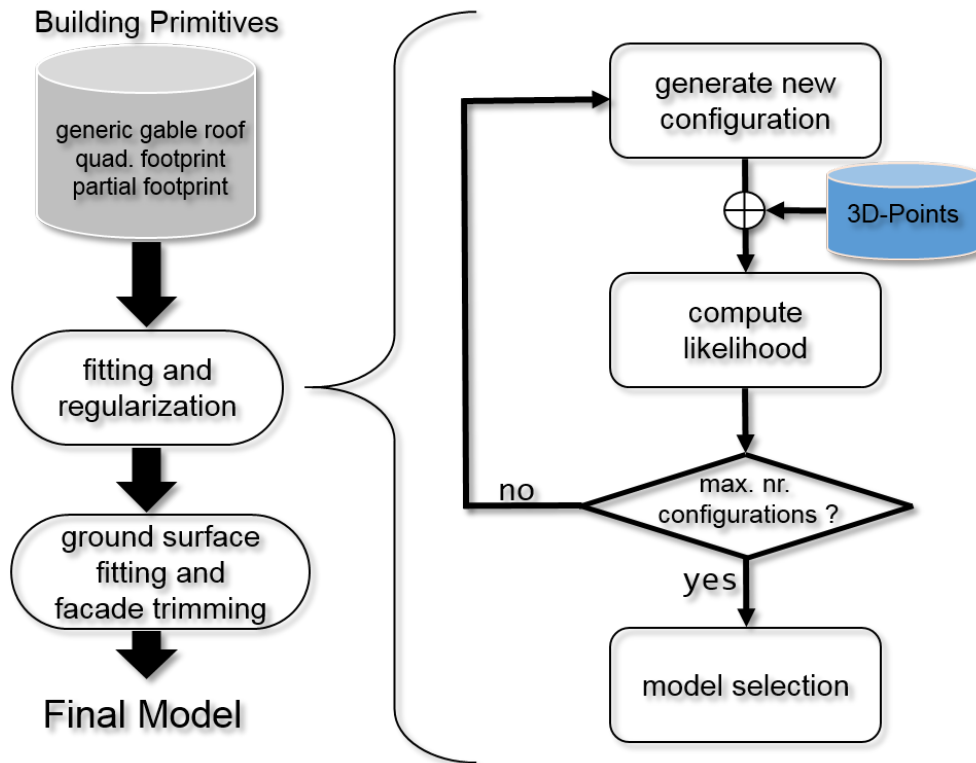 Building Primitives
generic gable roof
quad. footprint
partial footprint
fitting and
regularization
ground surface
fitting and
facade trimming
Final Model
generate new
configuration
3D-Points
compute
likelihood
max. nr.
configurations ?
no
yes
model selection